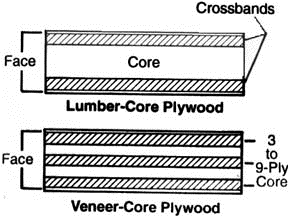 Crossbands
Face
Core
Lumber-Core Plywood
Face
3
to
9-Ply
Core
Veneer-Core Plywood